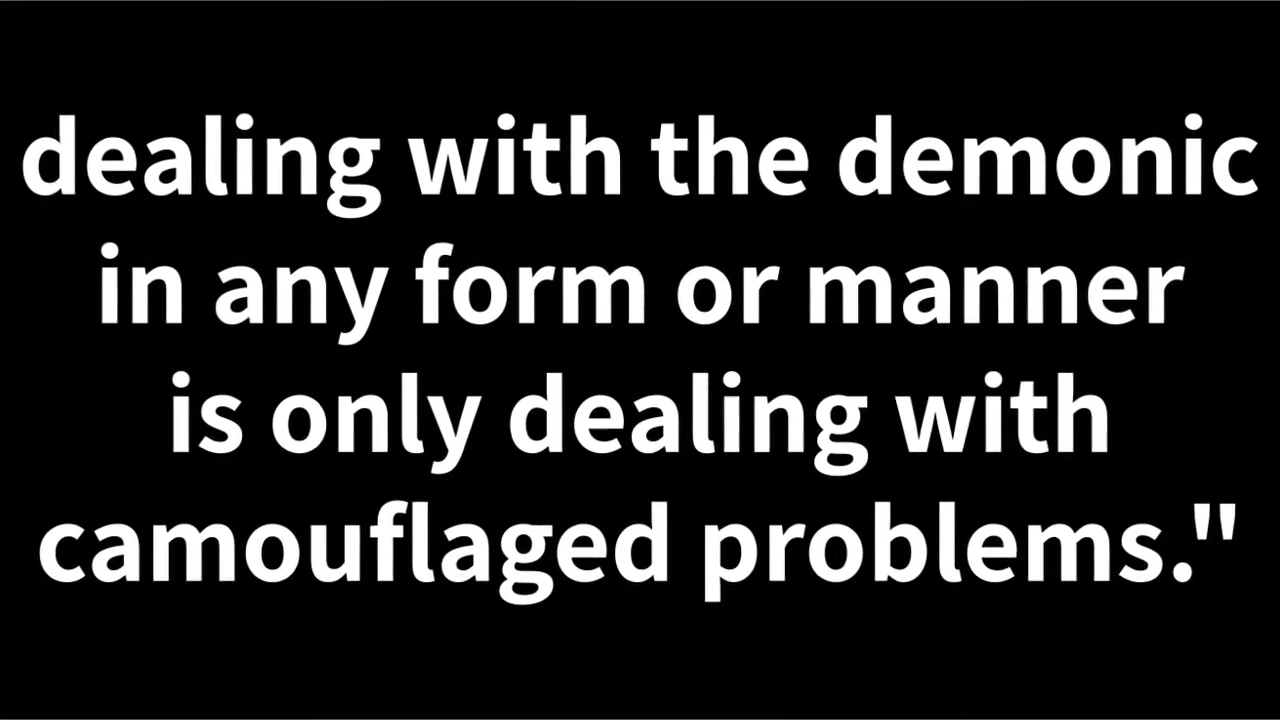 dealing with the demonic
in any form or manner
is only dealing with
camouflaged problems."